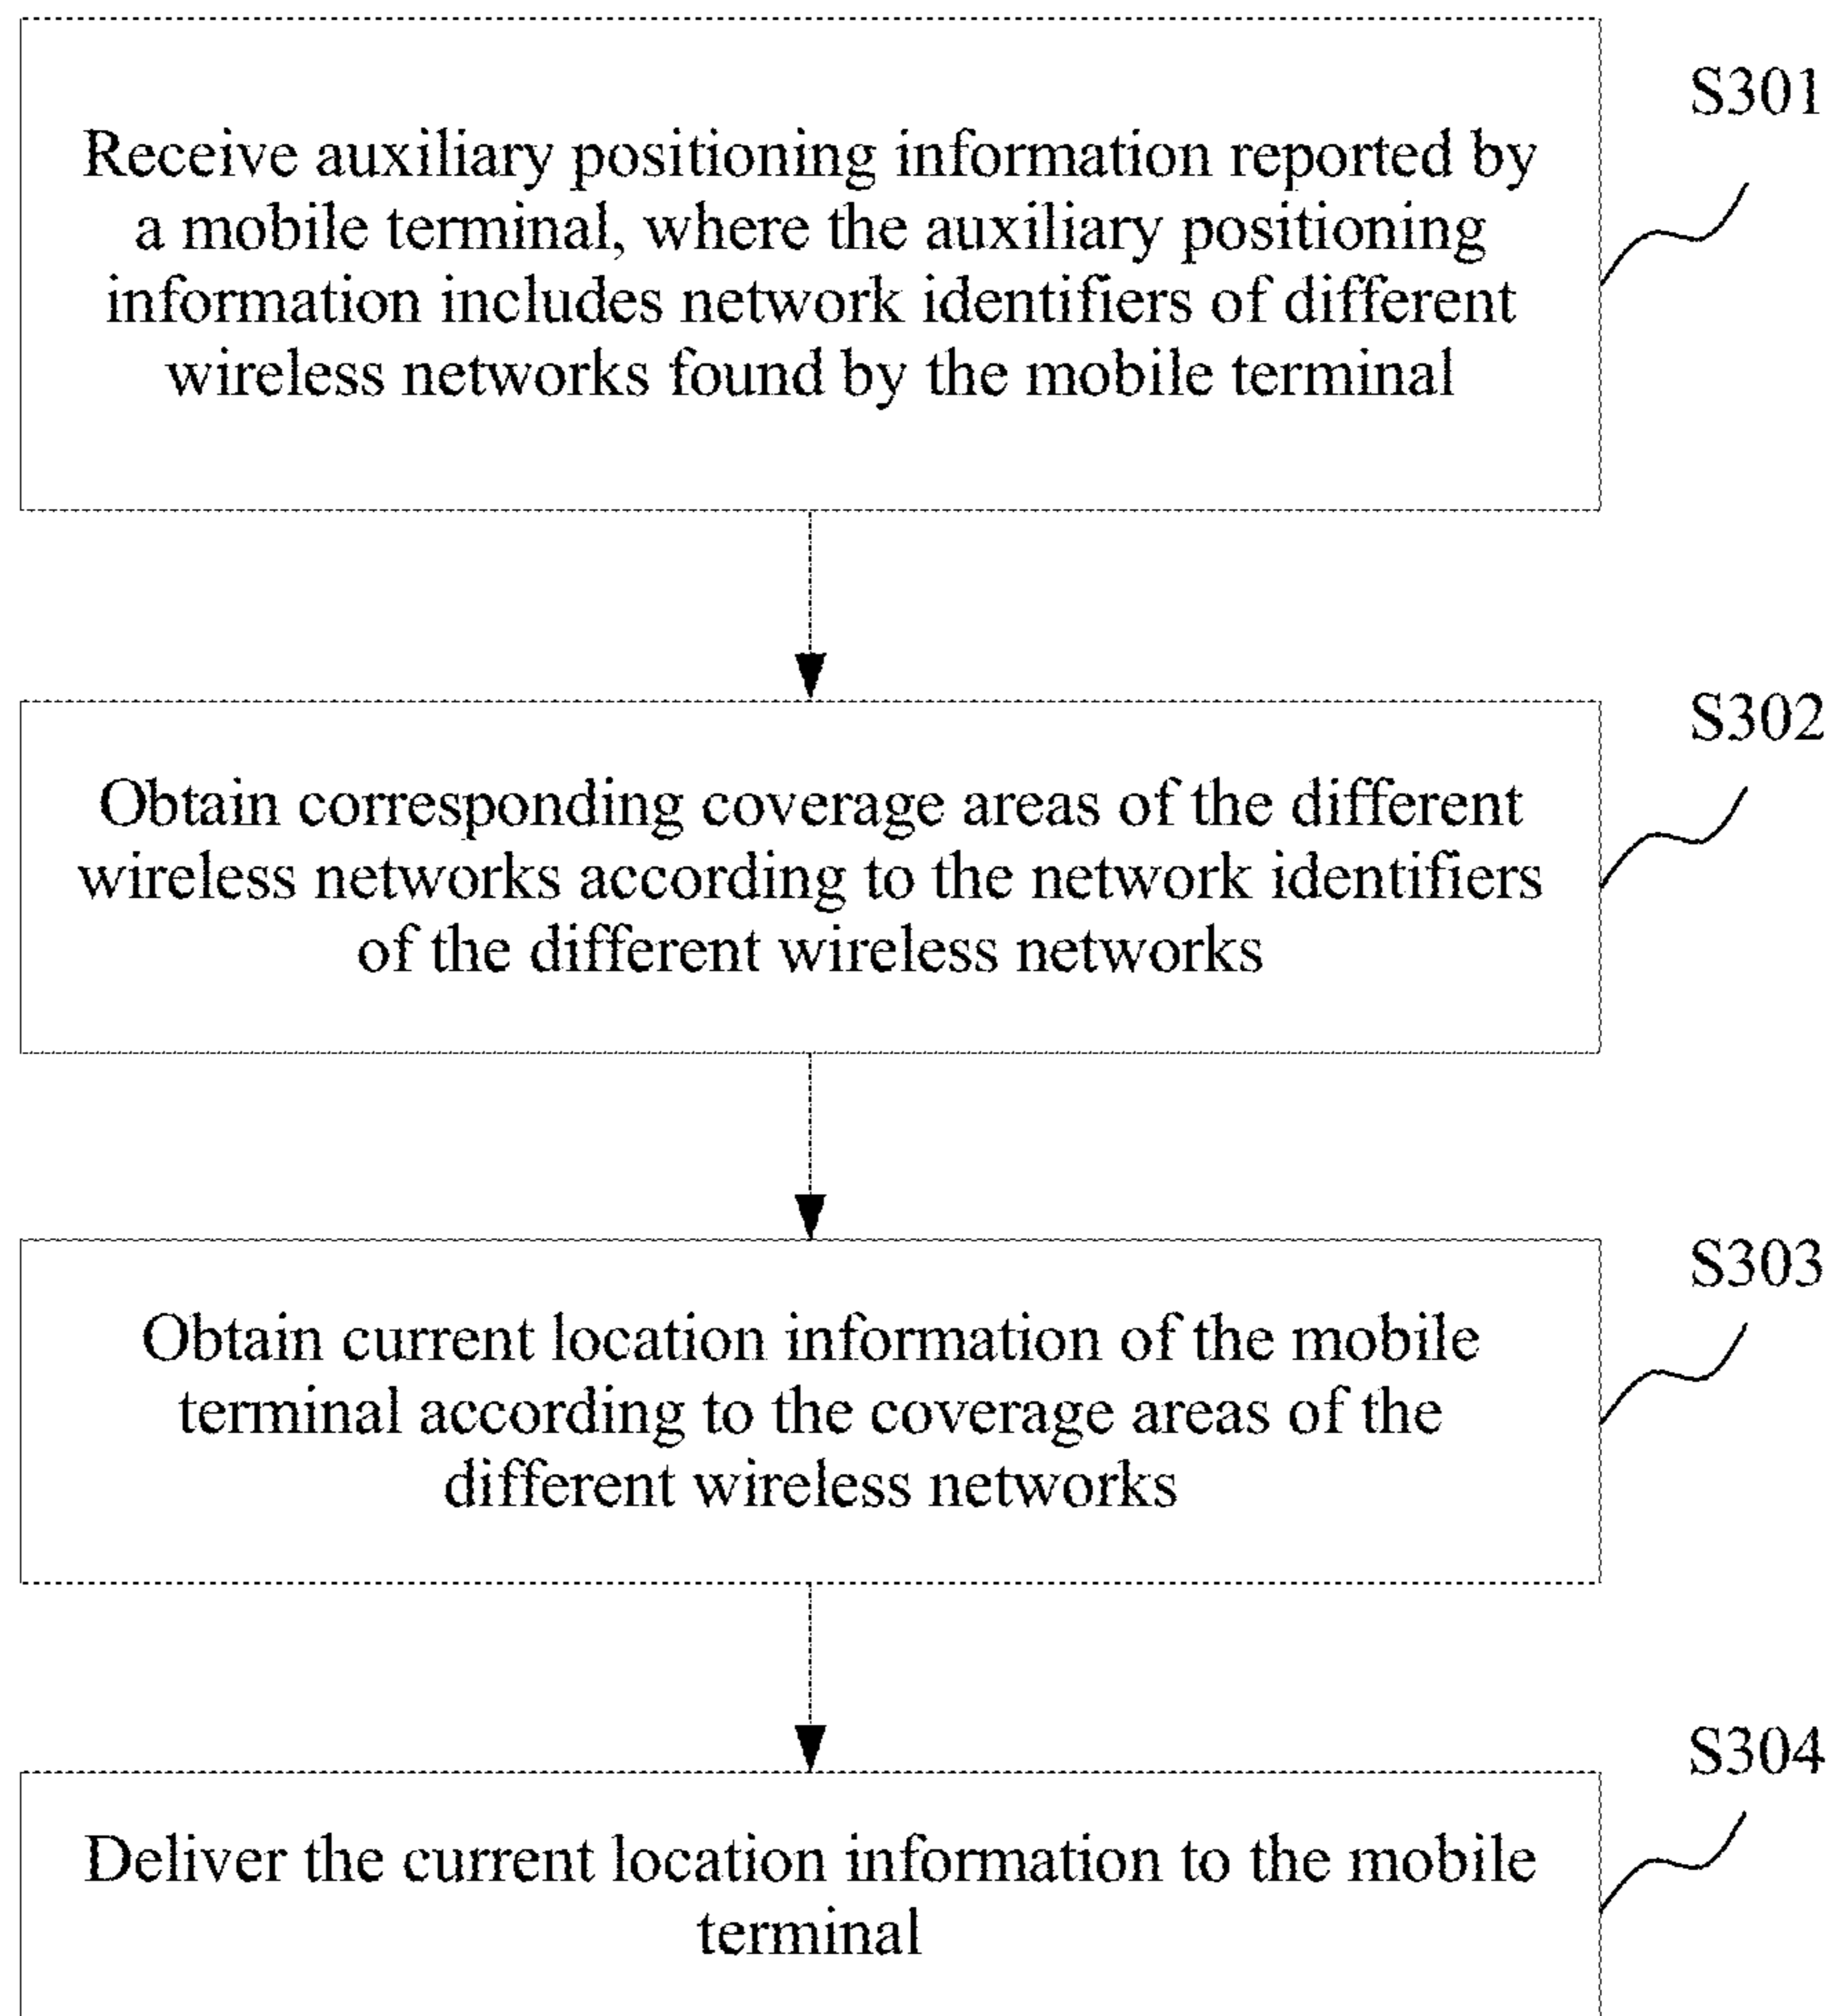 S301
Receive auxiliary positioning information reported by
a mobile terminal, where the auxiliary positioning
information includes network identifiers of different
wireless networks found by the mobile terminal
S302
Obtain corresponding coverage areas of the different
wireless networks according to the network identifiers
of the different wireless networks
S303
Obtain current location information of the mobile
terminal according to the coverage areas of the
different wireless networks
S304
Deliver the current location information to the mobile
terminal